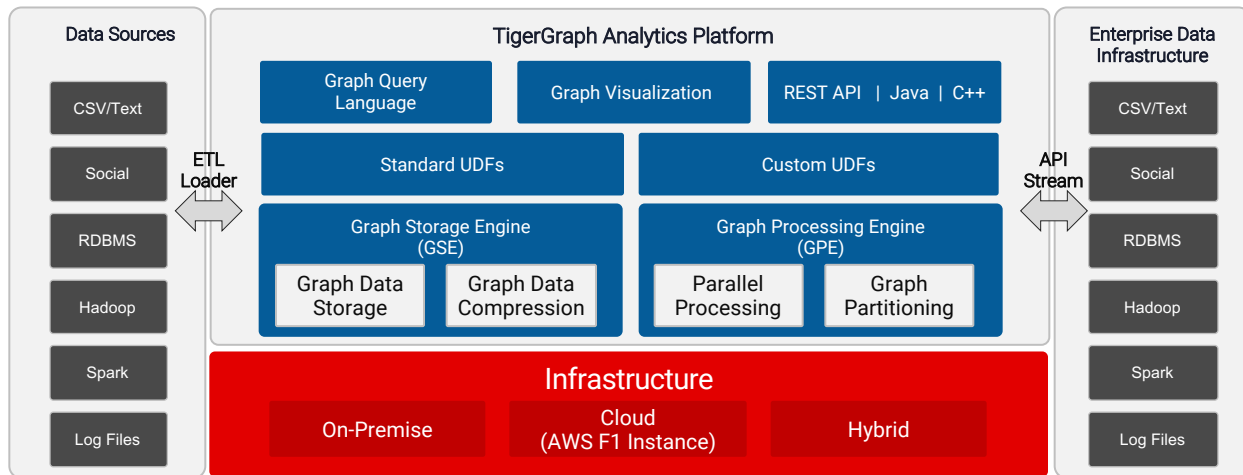 Data Sources
CSV/Text
Social
RDBMS
Hadoop
Spark
Log Files
ETL
Loader
TigerGraph Analytics Platform
Graph Query
Language
Graph Visualization
REST API | Java | C++
Standard UDFs
Custom UDFs
Graph Storage Engine
(GSE)
Graph Data
Storage
Graph Data
Compression
Graph Processing Engine
(GPE)
Parallel
Processing
Graph
Partitioning
Infrastructure
On-Premise
Cloud
(AWS F1 Instance)
Hybrid
API
Stream
Enterprise Data
Infrastructure
CSV/Text
Social
RDBMS
Hadoop
Spark
Log Files